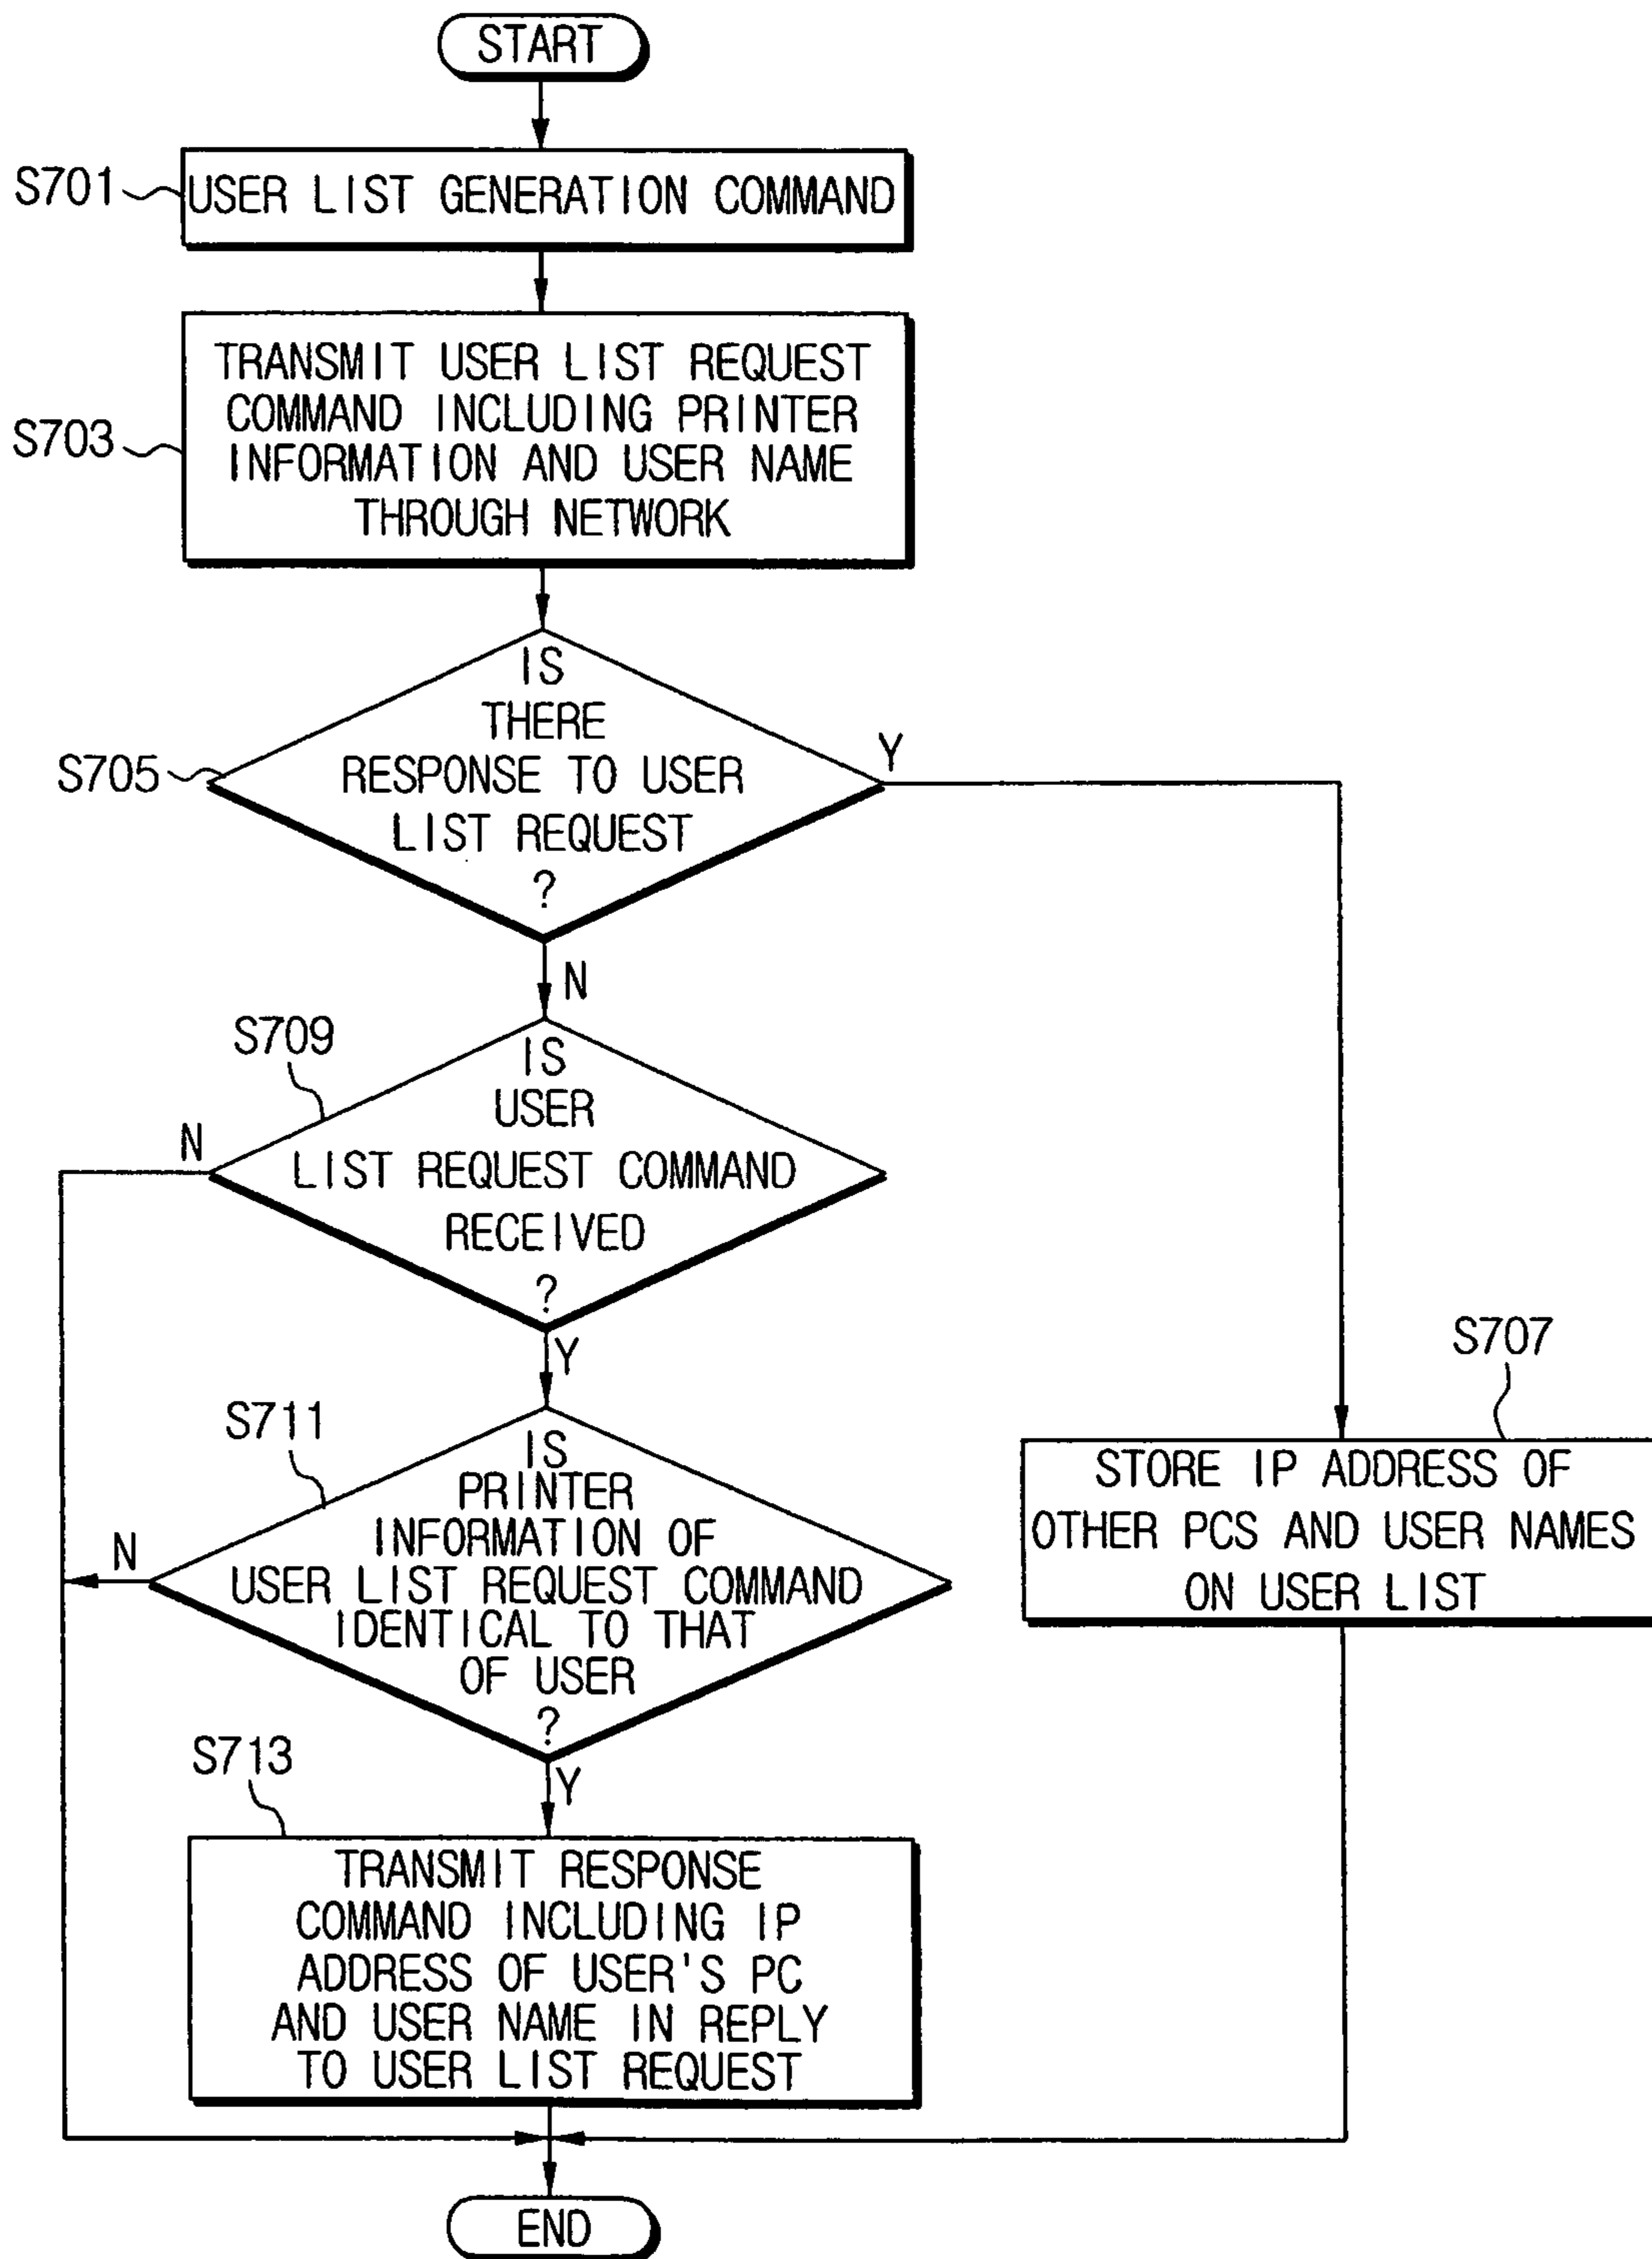 START
S701
USER LIST GENERATION COMMAND
S703
TRANSMIT USER LIST REQUEST
COMMAND INCLUDING PRINTER
INFORMATION AND USER NAME
THROUGH NETWORK
S705
IS
THERE
RESPONSE TO USER
LIST REQUEST
?
Y
N
S709
IS
USER
LIST REQUEST COMMAND
RECEIVED
?
N
Y
S707
STORE IP ADDRESS OF
OTHER PCS AND USER NAMES
ON USER LIST
S711
IS
PRINTER
INFORMATION OF
USER LIST REQUEST COMMAND
IDENTICAL TO THAT
OF USER
?
N
Y
S713
TRANSMIT RESPONSE
COMMAND INCLUDING IP
ADDRESS OF USER'S PC
AND USER NAME IN REPLY
TO USER LIST REQUEST
END